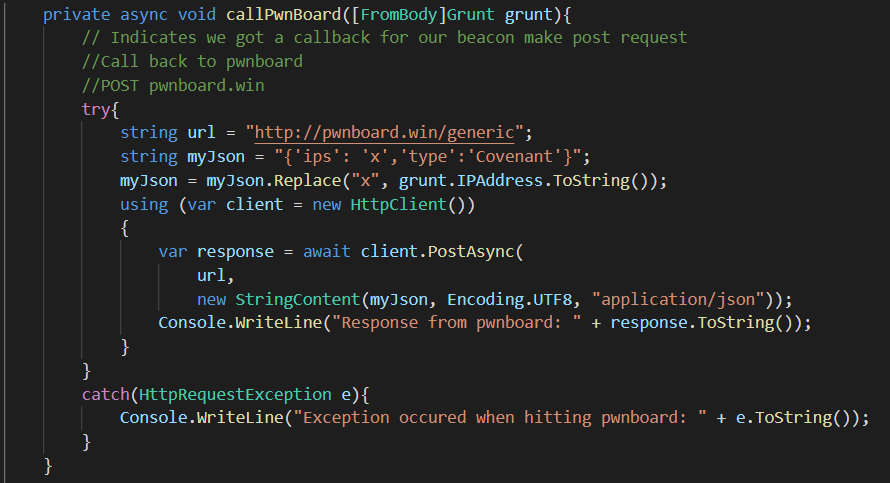 private async void callPwnBoard([FromBody]Grunt grunt){
// Indicates we got a callback for our beacon make post request
//Call back to pwnboard
//POST pwnboard.win
try{
string url = "http://pwnboard.win/generic";
string myJson = "{'ips': 'x','type':'Covenant'}";
myJson = myJson.Replace("x", grunt.IPAddress.ToString());
using (var client = new HttpClient())
{
var response = await client.PostAsync(
url,
new StringContent(myJson, Encoding.UTF8, "application/json"));
Console.WriteLine("Response from pwnboard: " + response.ToString());
}
}
catch(HttpRequestException e){
Console.WriteLine("Exception occured when hitting pwnboard: " + e.ToString());
}
}